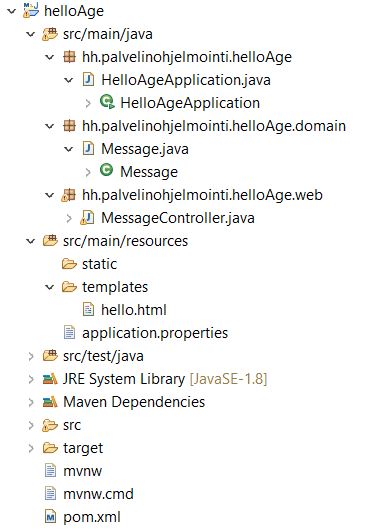 helloAge
src/main/java
hh.palvelinohjelmointi.helloAge
HelloAgeApplication.java
HelloAgeApplication
hh.palvelinohjelmointi.helloAge.domain
Message.java
Message
hh.palvelinohjelmointi.helloAge.web
MessageController.java
src/main/resources
static
templates
hello.html
application.properties
src/test/java
JRE System Library [JavaSE-1.8]
Maven Dependencies
src
target
mvnw
mvnw.cmd
pom.xml